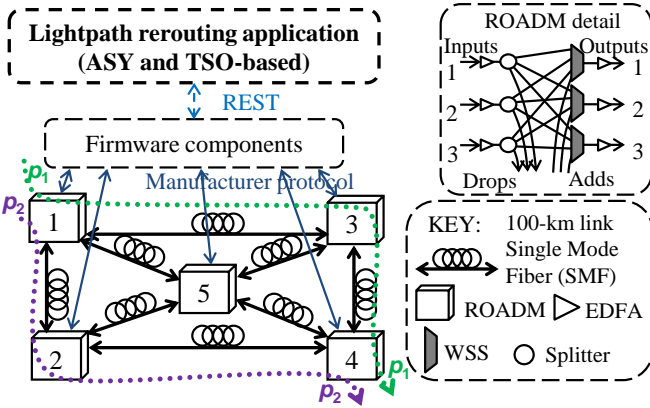 Lightpath rerouting application
(ASY and TSO-based)
REST
Firmware components
Manufacturer protocol
p1
p2
1
3
5
2
4
p2
p1
ROADM detail
Inputs
Outputs
1
1
2
2
3
3
Drops
Adds
KEY:
100-km link
Single Mode
Fiber (SMF)
ROADM
EDFA
WSS
Splitter